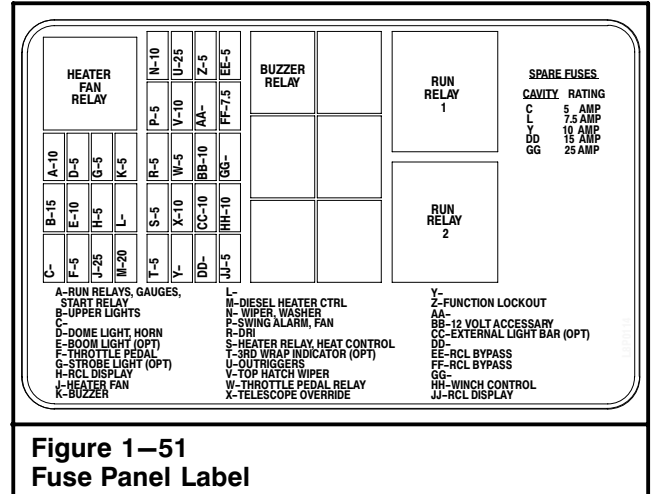 HEATER
FAN
RELAY
N-10
U-25
Z-5
EE-5
P-5
V-10
AA-
FF-7.5
A-10
D-5
G-5
K-5
R-5
W-5
BB-10
GG-
B-15
E-10
H-5
L-
S-5
X-10
CC-10
HH-10
C-
F-5
J-25
M-20
T-5
Y-
DD-
JJ-5
BUZZER
RELAY
RUN
RELAY
1
RUN
RELAY
2
SPARE FUSES
CAVITY RATING
C 5 AMP
L 7.5 AMP
Y 10 AMP
DD 15 AMP
GG 25 AMP
A-RUN RELAYS, GAUGES,
START RELAY
B-UPPER LIGHTS
C-
D-DOME LIGHT, HORN
E-BOOM LIGHT (OPT)
F-THROTTLE PEDAL
G-STROBE LIGHT (OPT)
H-RCL DISPLAY
J-HEATER FAN
K-BUZZER
L-
M-DIESEL HEATER CTRL
N- WIPER, WASHER
P-SWING ALARM, FAN
R-DRI
S-HEATER RELAY, HEAT CONTROL
T-3RD WRAP INDICATOR (OPT)
U-OUTRIGGERS
V-TOP HATCH WIPER
W-THROTTLE PEDAL RELAY
X-TELESCOPE OVERRIDE
Y-
Z-FUNCTION LOCKOUT
AA-
BB-12 VOLT ACCESSARY
CC-EXTERNAL LIGHT BAR (OPT)
DD-
EE-RCL BYPASS
FF-RCL BYPASS
GG-
HH-WINCH CONTROL
JJ-RCL DISPLAY
Figure 1—51
Fuse Panel Label